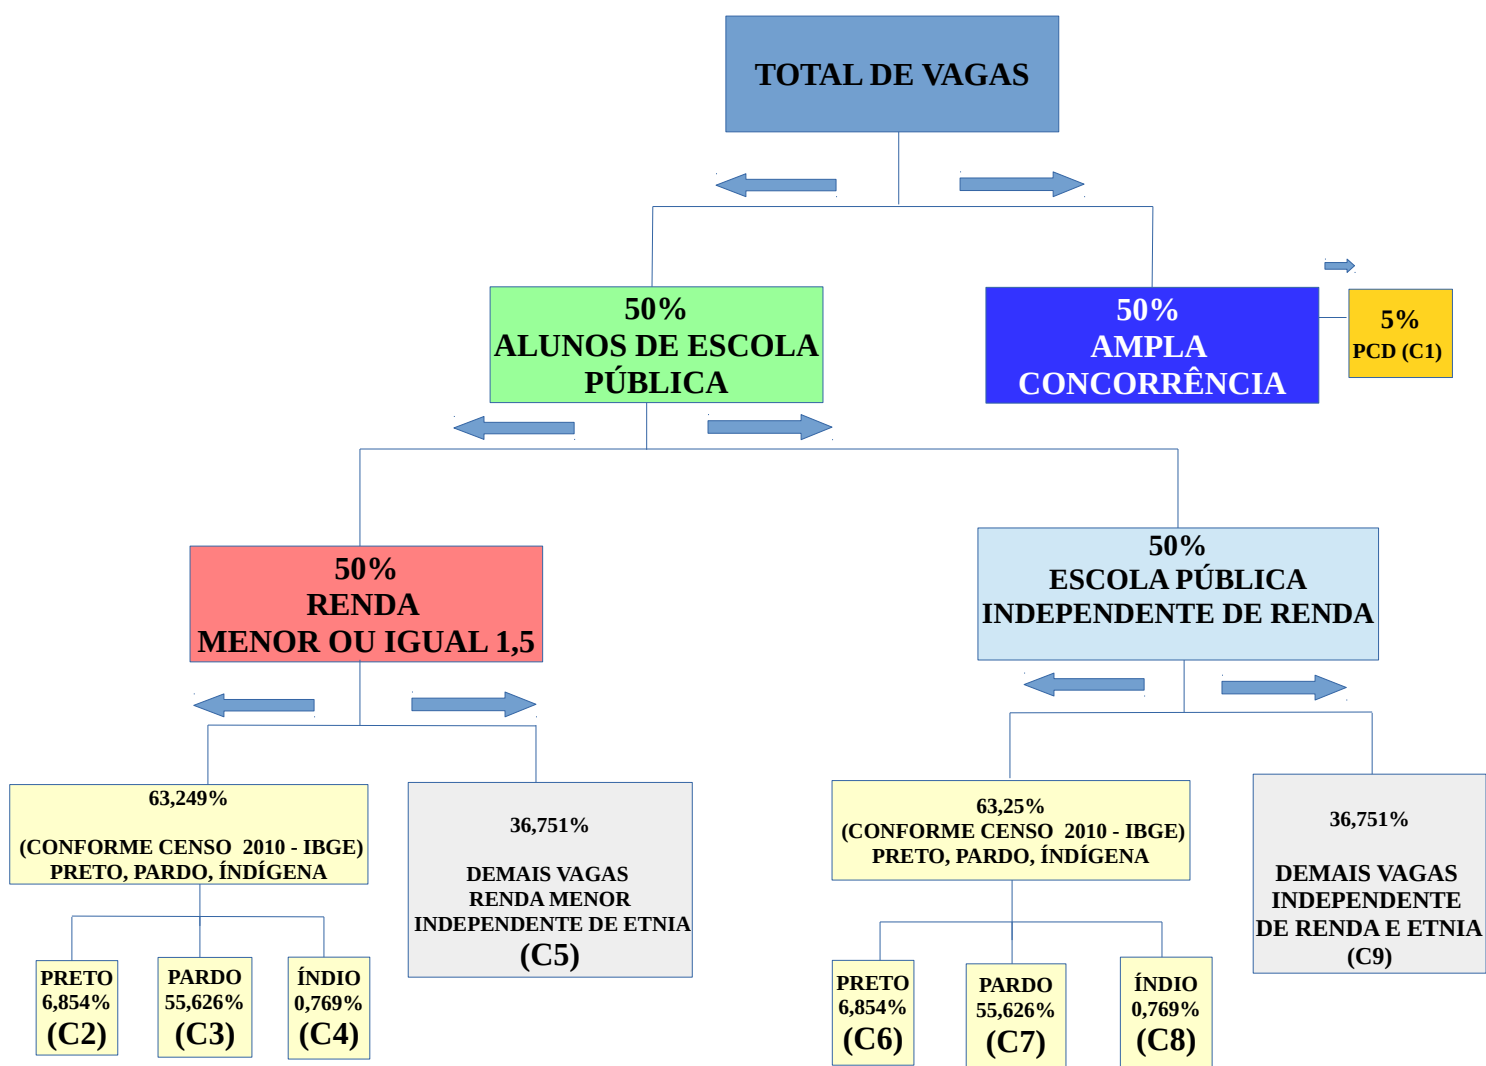 TOTAL DE VAGAS
50%
ALUNOS DE ESCOLA
PÚBLICA
50%
AMPLA
CONCORRÊNCIA
5%
PCD (C1)
50%
RENDA
MENOR OU IGUAL 1,5
50%
ESCOLA PÚBLICA
INDEPENDENTE DE RENDA
63,249%
(CONFORME CENSO 2010 - IBGE)
PRETO, PARDO, ÍNDÍGENA
36,751%
DEMAIS VAGAS
RENDA MENOR
INDEPENDENTE DE ETNIA
(C5)
63,25%
(CONFORME CENSO 2010 - IBGE)
PRETO, PARDO, ÍNDÍGENA
36,751%
DEMAIS VAGAS
INDEPENDENTE
DE RENDA E ETNIA
(C9)
PRETO
6,854%
(C2)
PARDO
55,626%
(C3)
ÍNDIO
0,769%
(C4)
PRETO
6,854%
(C6)
PARDO
55,626%
(C7)
ÍNDIO
0,769%
(C8)